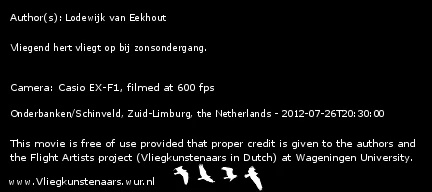 Author(s): Lodewijk van Eekhout
Vliegend hert vliegt op bij zonsondergang.
Camera: Casio EX-F1, filmed at 600 fps
Onderbanken/Schinveld, Zuid-Limburg, the Netherlands - 2012-07-26T20:30:00
This movie is free of use provided that proper credit is given to the authors and
the Flight Artists project (Vliegkunstenaars in Dutch) at Wageningen University.
www.Vliegkunstenaars.wur.nl